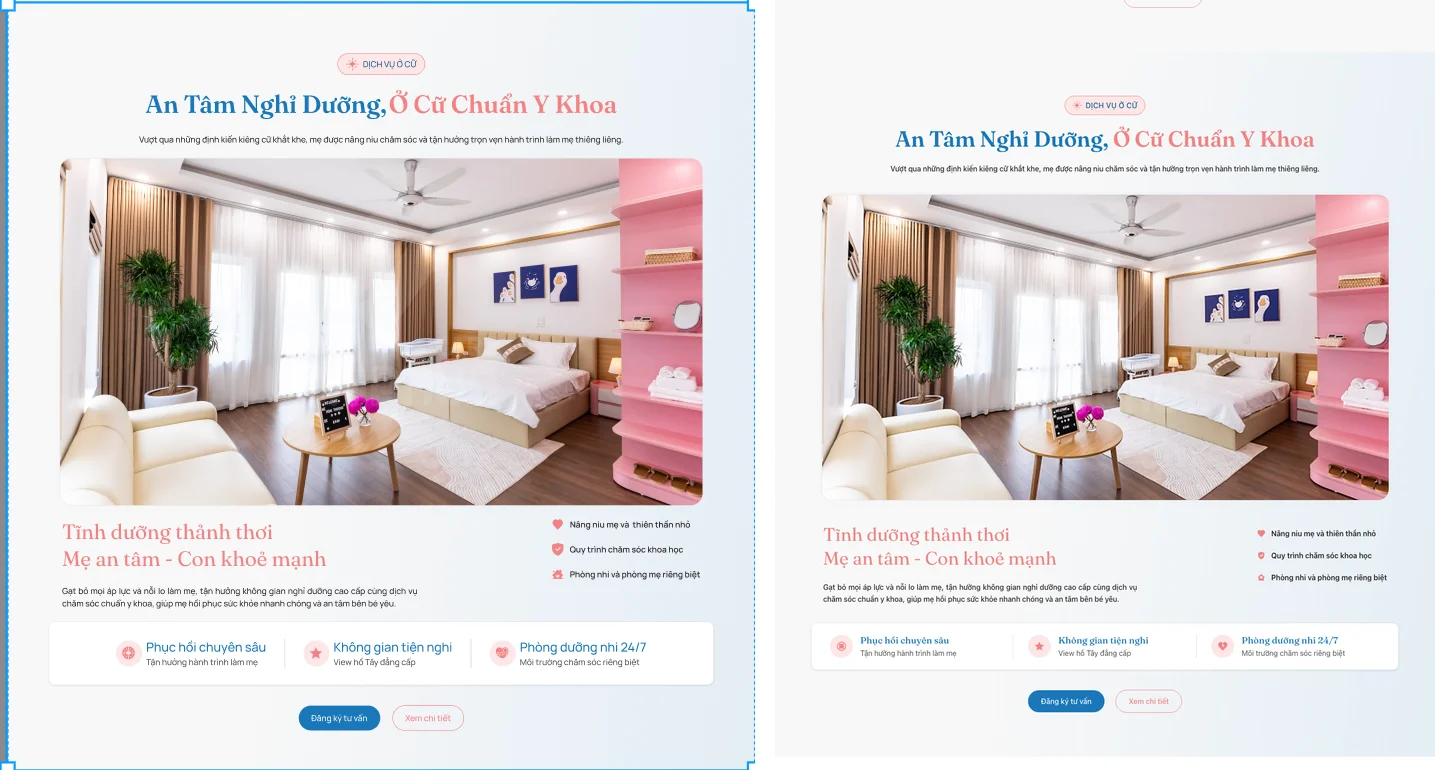 DỊCH VỤ Ở CỮ
An Tâm Nghỉ Dưỡng, Ở Cữ Chuẩn Y Khoa
Vượt qua những định kiến kiêng cữ khắt khe, mẹ được nâng niu chăm sóc và tận hưởng trọn vẹn hành trình làm mẹ thiêng liêng.
Tĩnh dưỡng thảnh thơi
Mẹ an tâm - Con khoẻ mạnh
Gạt bỏ mọi áp lực và nỗi lo làm mẹ, tận hưởng không gian nghỉ dưỡng cao cấp cùng dịch vụ
chăm sóc chuẩn y khoa, giúp mẹ hồi phục sức khỏe nhanh chóng và an tâm bên bé yêu.
Nâng niu mẹ và thiên thần nhỏ
Quy trình chăm sóc khoa học
Phòng nhi và phòng mẹ riêng biệt
Phục hồi chuyên sâu
Tận hưởng hành trình làm mẹ
Không gian tiện nghi
View hồ Tây đẳng cấp
Phòng dưỡng nhi 24/7
Môi trường chăm sóc riêng biệt
Đăng ký tư vấn
Xem chi tiết
DỊCH VỤ Ở CỮ
An Tâm Nghỉ Dưỡng, Ở Cữ Chuẩn Y Khoa
Vượt qua những định kiến kiêng cữ khắt khe, mẹ được nâng niu chăm sóc và tận hưởng trọn vẹn hành trình làm mẹ thiêng liêng.
Tĩnh dưỡng thảnh thơi
Mẹ an tâm - Con khoẻ mạnh
Gạt bỏ mọi áp lực và nỗi lo làm mẹ, tận hưởng không gian nghỉ dưỡng cao cấp cùng dịch vụ
chăm sóc chuẩn y khoa, giúp mẹ hồi phục sức khỏe nhanh chóng và an tâm bên bé yêu.
Nâng niu mẹ và thiên thần nhỏ
Quy trình chăm sóc khoa học
Phòng nhi và phòng mẹ riêng biệt
Phục hồi chuyên sâu
Tận hưởng hành trình làm mẹ
Không gian tiện nghi
View hồ Tây đẳng cấp
Phòng dưỡng nhi 24/7
Môi trường chăm sóc riêng biệt
Đăng ký tư vấn
Xem chi tiết